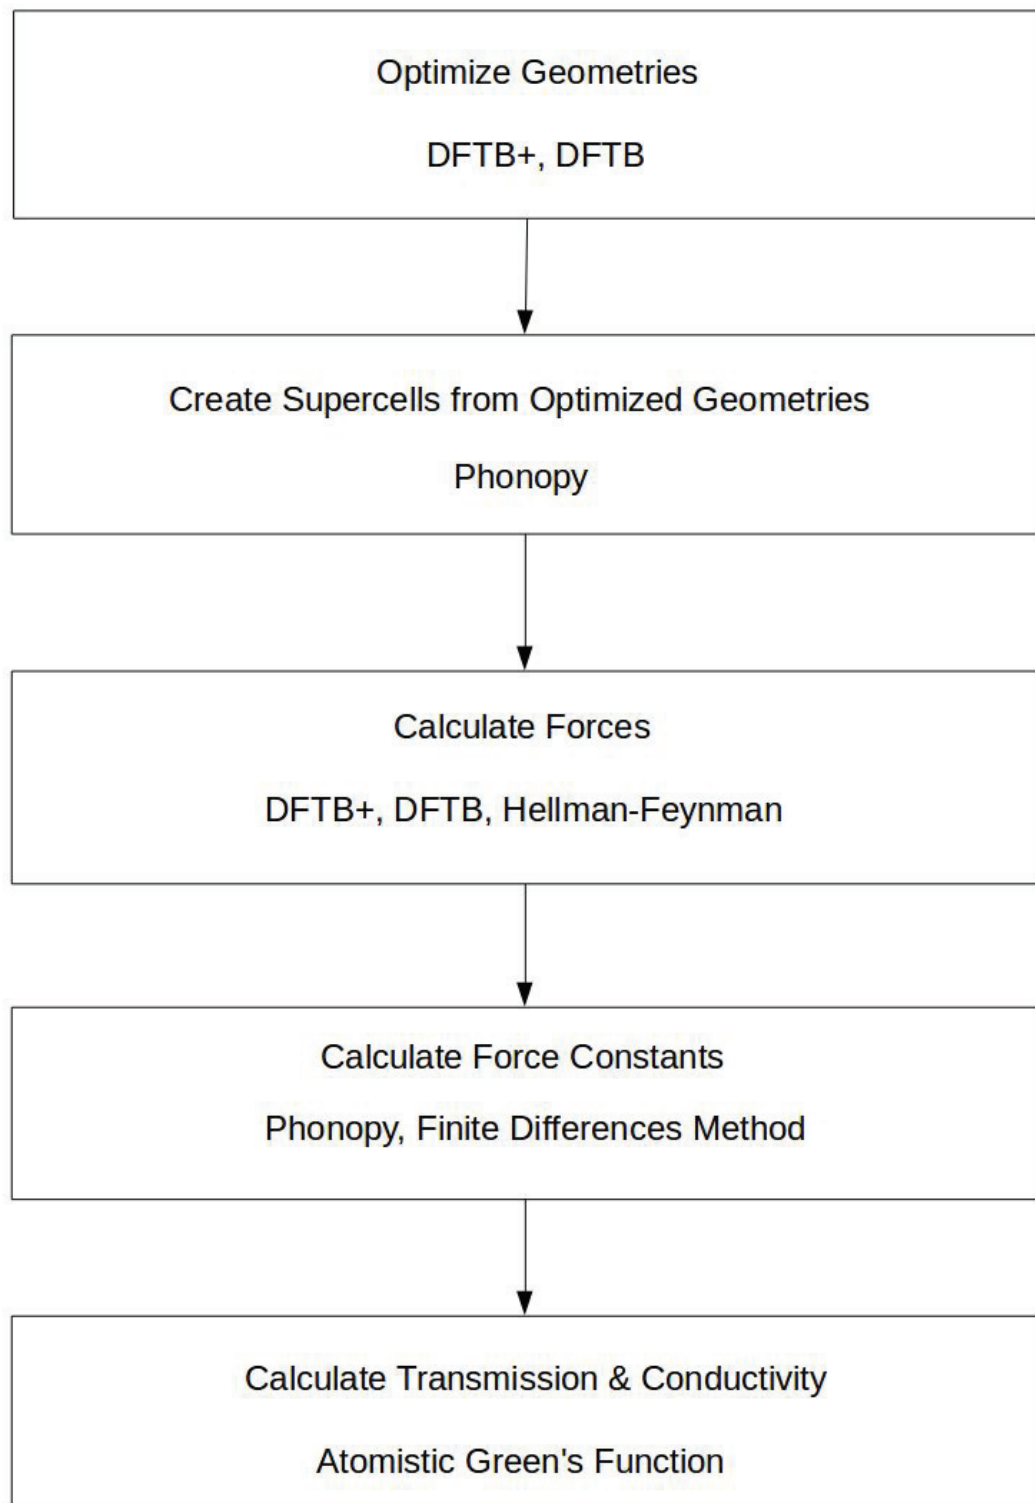 Optimize Geometries
DFTB+, DFTB
Create Supercells from Optimized Geometries
Phonopy
Calculate Forces
DFTB+, DFTB, Hellman-Feynman
Calculate Force Constants
Phonopy, Finite Differences Method
Calculate Transmission & Conductivity
Atomistic Green's Function